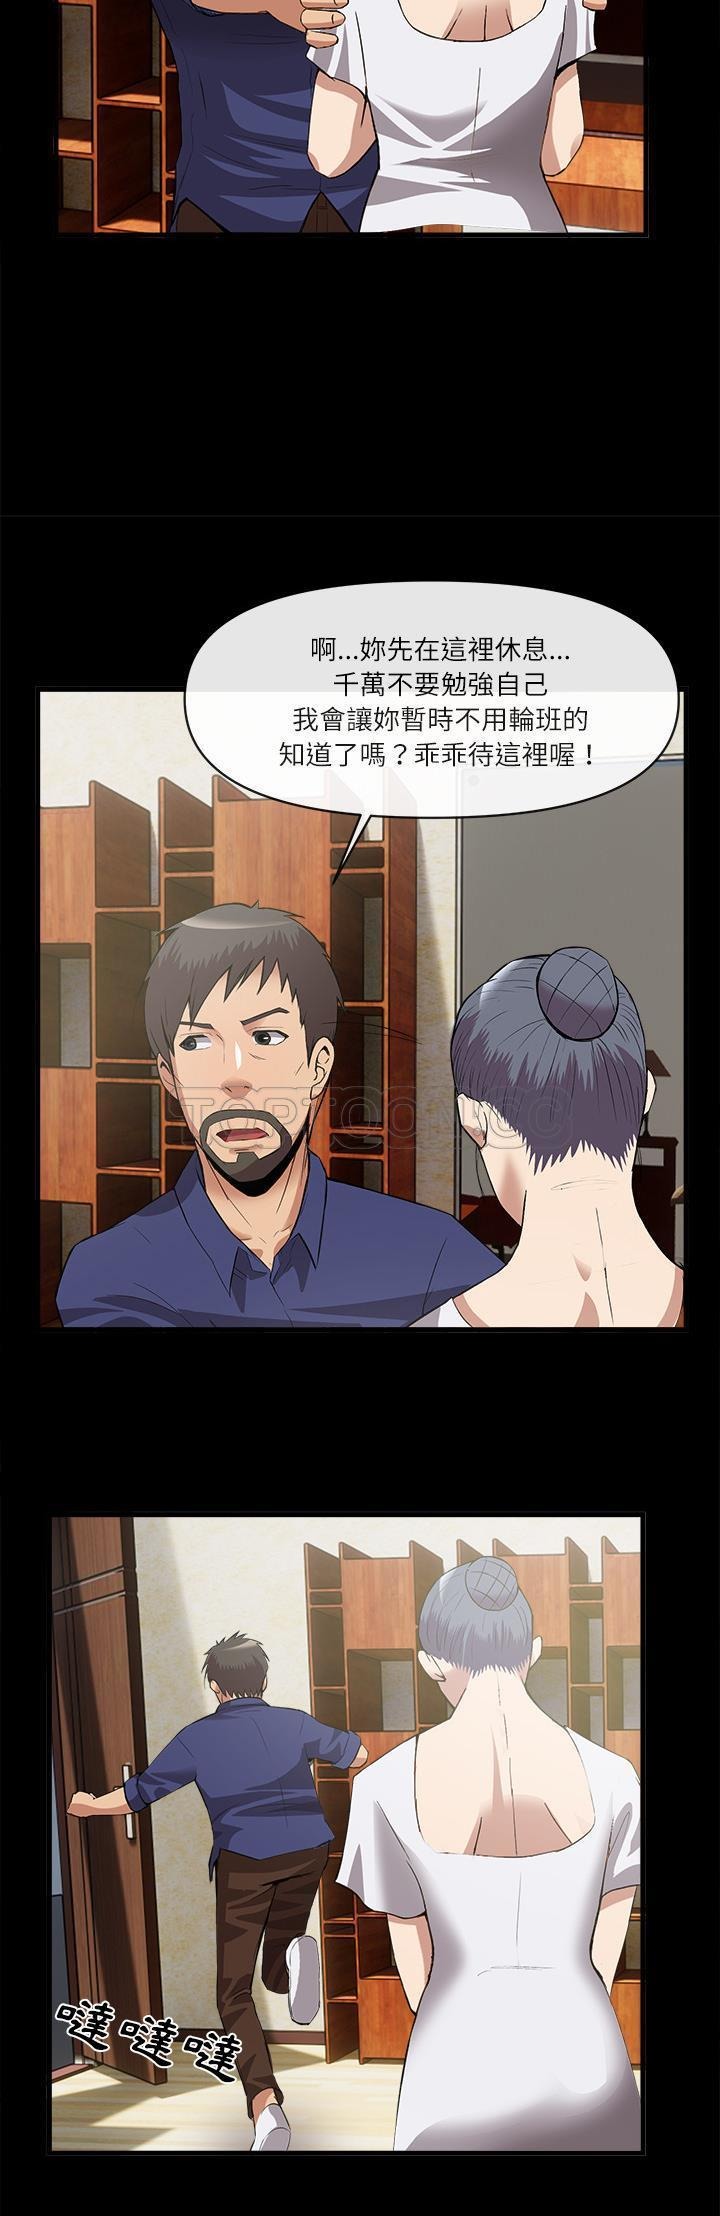 啊...妳先在這裡休息...
千萬不要勉強自己
我會讓妳暫時不用輪班的
知道了嗎？乖乖待這裡喔！
TOPTOON.CC
噠噠噠